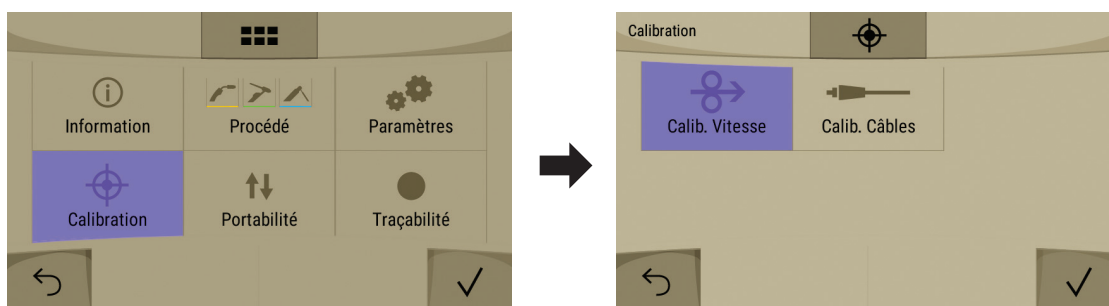 Information
Procédé
Paramètres
Calibration
Portabilité
Traçabilité
Calibration
Calib. Vitesse
Calib. Câbles